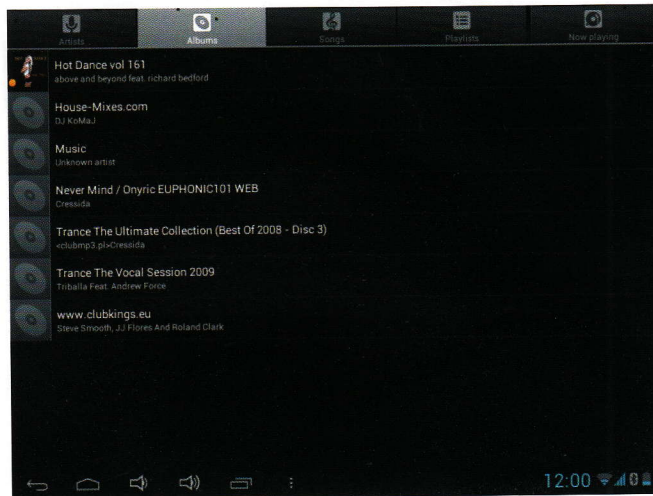 Artists Albums Songs Playlists Now playing
Hot Dance vol 161
above and beyond feat. richard bedford
House-Mixes.com
DJ KoMaJ
Music
Unknown artist
Never Mind / Onyric EUPHONIC101 WEB
Cressida
Trance The Ultimate Collection (Best Of 2008 - Disc 3)
<clubmp3.pl>Cressida
Trance The Vocal Session 2009
Triballa Feat. Andrew Force
www.clubkings.eu
Steve Smooth, JJ Flores And Roland Clark
12:00